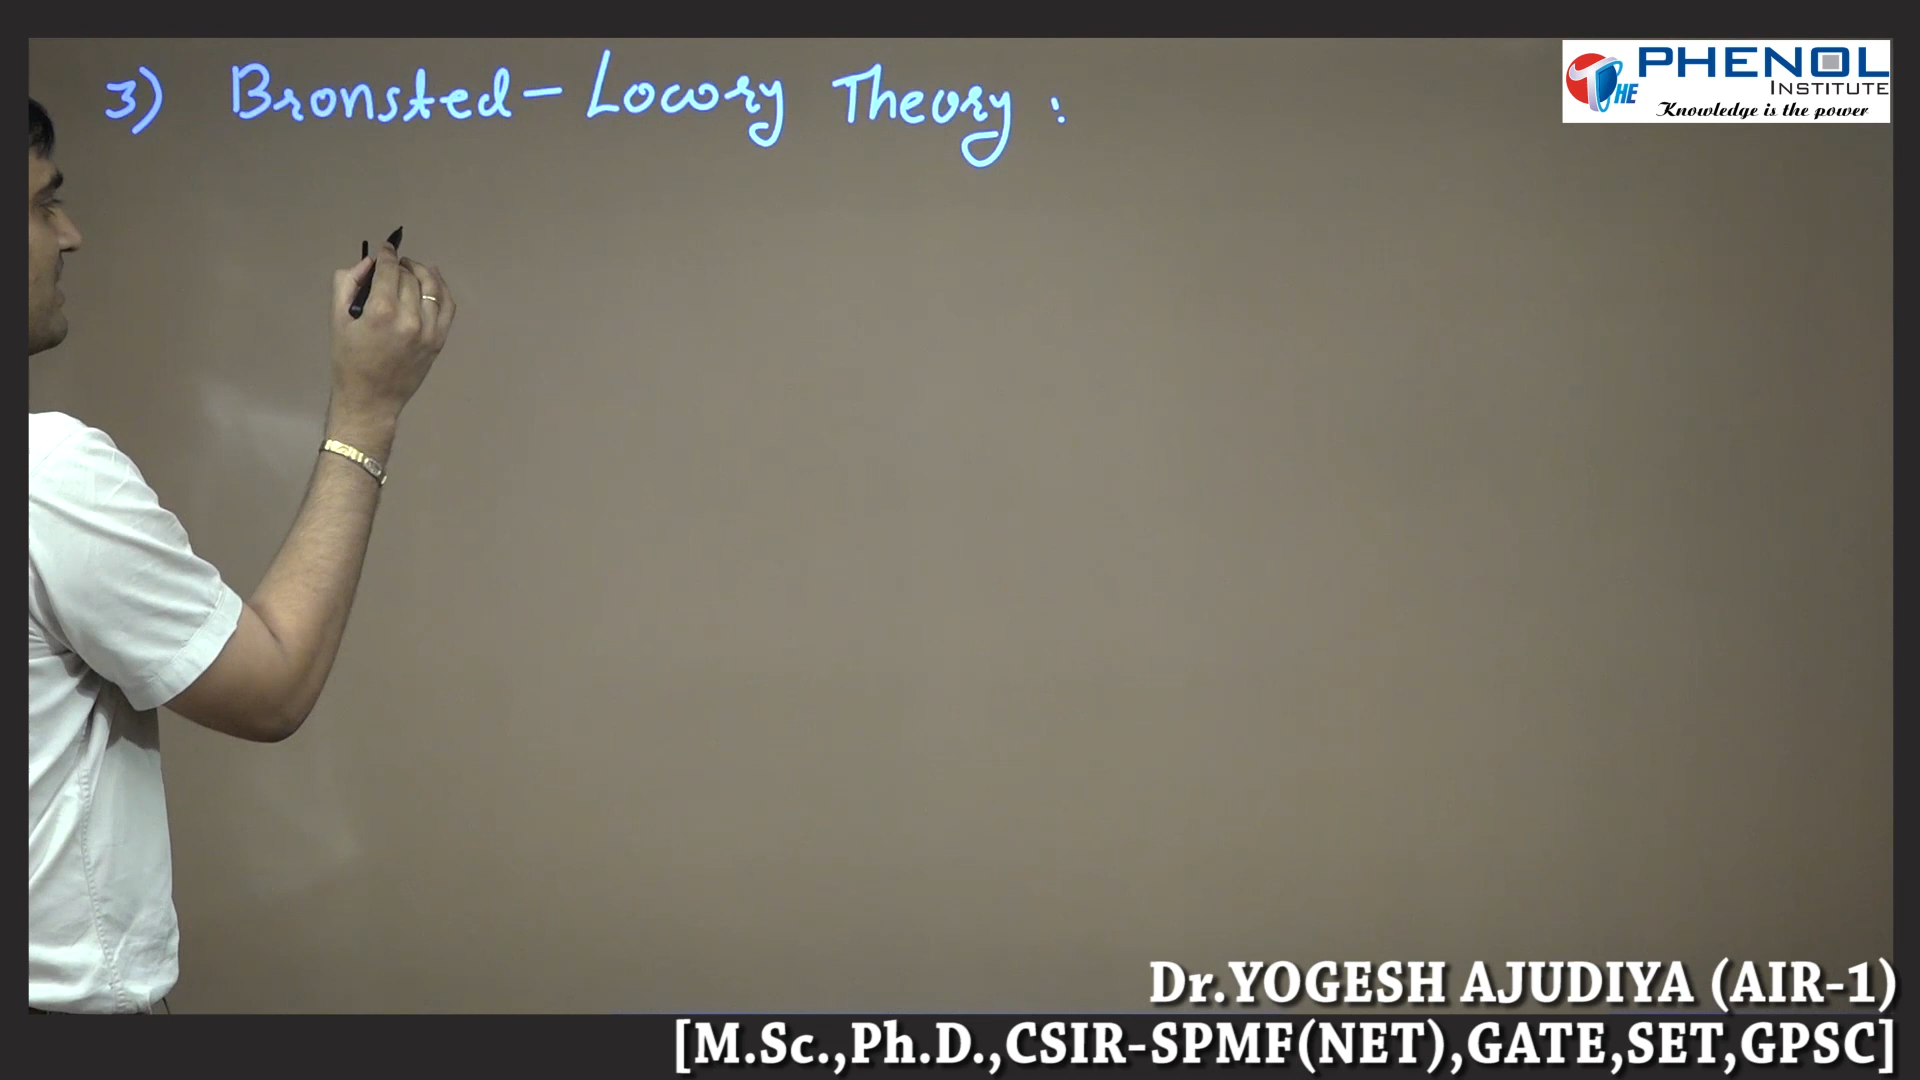 3) Bronsted - Lowory Theory :
THE PHENOL
INSTITUTE
Knowledge is the power
Dr.YOGESH AJUDIYA (AIR-1)
[M.Sc.,Ph.D.,CSIR-SPMF(NET),GATE,SET,GPSC]